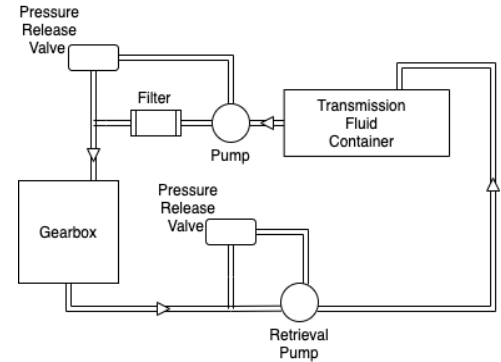 Pressure
Release
Valve
Filter
Transmission
Fluid
Container
Pump
Pressure
Release
Valve
Gearbox
Retrieval
Pump